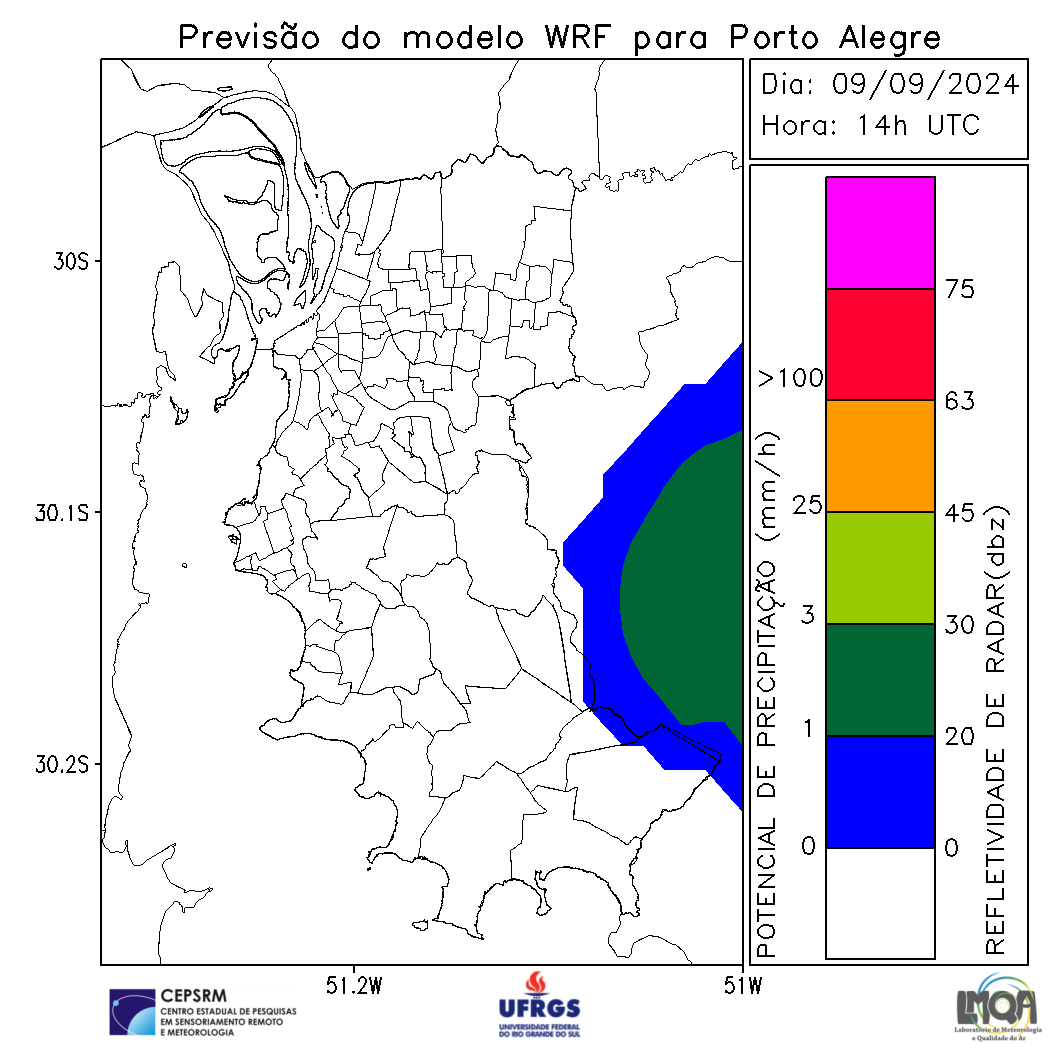 Previsão do modelo WRF para Porto Alegre
Dia: 09/09/2024
Hora: 14h UTC
30S
30.1S
30.2S
51.2W
51W
POTENCIAL DE PRECIPITAÇÃO (mm/h)
>100
25
3
1
0
75
63
45
30
20
0
REFLETIVIDADE DE RADAR(dbz)
CEPSRM
CENTRO ESTADUAL DE PESQUISAS
EM SENSORIAMENTO REMOTO
E METEOROLOGIA
UFRGS
UNIVERSIDADE FEDERAL
DO RIO GRANDE DO SUL
LMQA
Laboratório de Meteorologia
e Qualidade do Ar